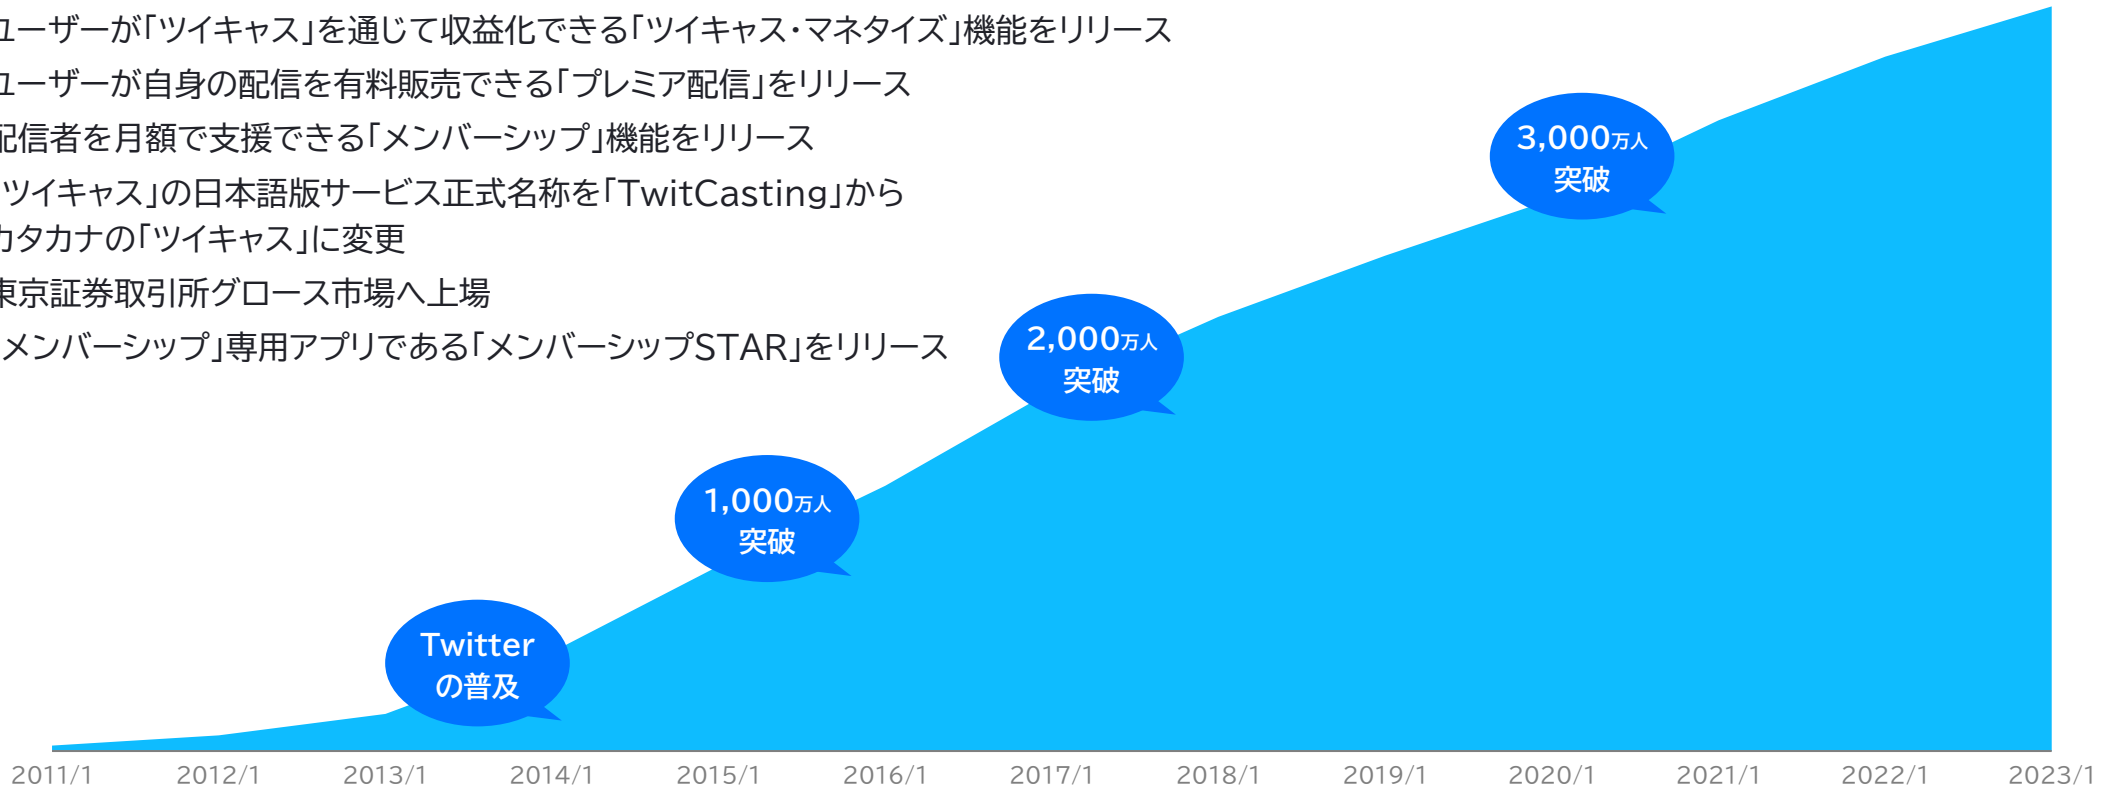 ユーザーが「ツイキャス」を通じて収益化できる「ツイキャス・マネタイズ」機能をリリース
ユーザーが自身の配信を有料販売できる「プレミア配信」をリリース
配信者を月額で支援できる「メンバーシップ」機能をリリース
ツイキャス」の日本語版サービス正式名称を「TwitCasting」から
カタカナの「ツイキャス」に変更
東京証券取引所グロース市場へ上場
メンバーシップ」専用アプリである「メンバーシップSTAR」をリリース
3,000万人
突破
2,000万人
突破
1,000万人
突破
Twitter
の普及
2011/1 2012/1 2013/1 2014/1 2015/1 2016/1 2017/1 2018/1 2019/1 2020/1 2021/1 2022/1 2023/1